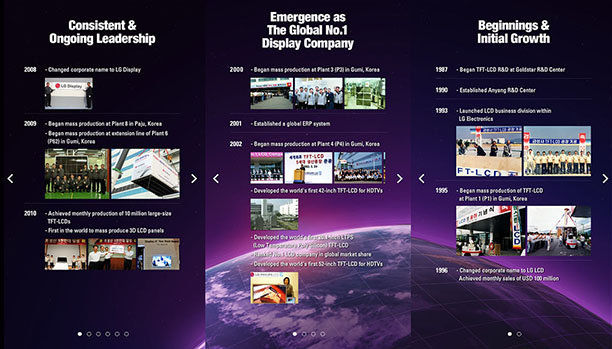 Consistent &
Ongoing Leadership
2008 - Changed corporate name to LG Display
LG Display
2009 - Began mass production at Plant 8 in Paju, Korea
- Began mass production at extension line of Plant 6
(P62) in Gumi, Korea
2010 - Achieved monthly production of 10 million large-size
TFT-LCDs
- First in the world to mass produce 3D LCD panels
Emergence as
The Global No.1
Display Company
2000 - Began mass production at Plant 3 (P3) in Gumi, Korea
2001 - Established a global ERP system
2002 - Began mass production at Plant 4 (P4) in Gumi, Korea
TFT-LCD
- Developed the world's first 42-inch TFT-LCD for HDTVs
- Developed the world's first LTPS
(Low Temperature Poly Silicon) TFT-LCD
- Ranked No.1 LCD company in global market share
- Developed the world's first 52-inch TFT-LCD for HDTVs
Beginnings &
Initial Growth
1987 - Began TFT-LCD R&D at Goldstar R&D Center
1990 - Established Anyang R&D Center
1993 - Launched LCD business division within
LG Electronics
FT-LCD
1995 - Began mass production of TFT-LCD
at Plant 1 (P1) in Gumi, Korea
1996 - Changed corporate name to LG LCD
Achieved monthly sales of USD 100 million